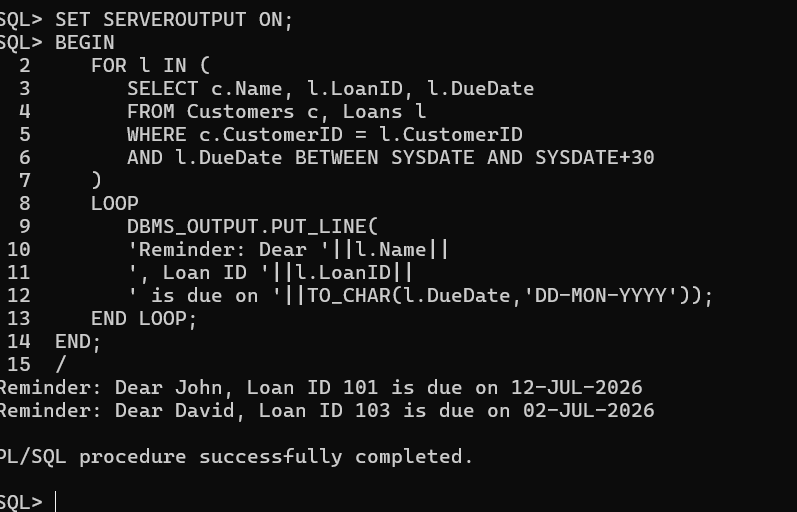 SQL> SET SERVEROUTPUT ON;
SQL> BEGIN
  2     FOR l IN (
  3        SELECT c.Name, l.LoanID, l.DueDate
  4        FROM Customers c, Loans l
  5        WHERE c.CustomerID = l.CustomerID
  6        AND l.DueDate BETWEEN SYSDATE AND SYSDATE+30
  7     )
  8     LOOP
  9        DBMS_OUTPUT.PUT_LINE(
 10        'Reminder: Dear '||l.Name||
 11        ', Loan ID '||l.LoanID||
 12        ' is due on '||TO_CHAR(l.DueDate,'DD-MON-YYYY'));
 13     END LOOP;
 14  END;
 15  /
Reminder: Dear John, Loan ID 101 is due on 12-JUL-2026
Reminder: Dear David, Loan ID 103 is due on 02-JUL-2026
PL/SQL procedure successfully completed.
SQL>